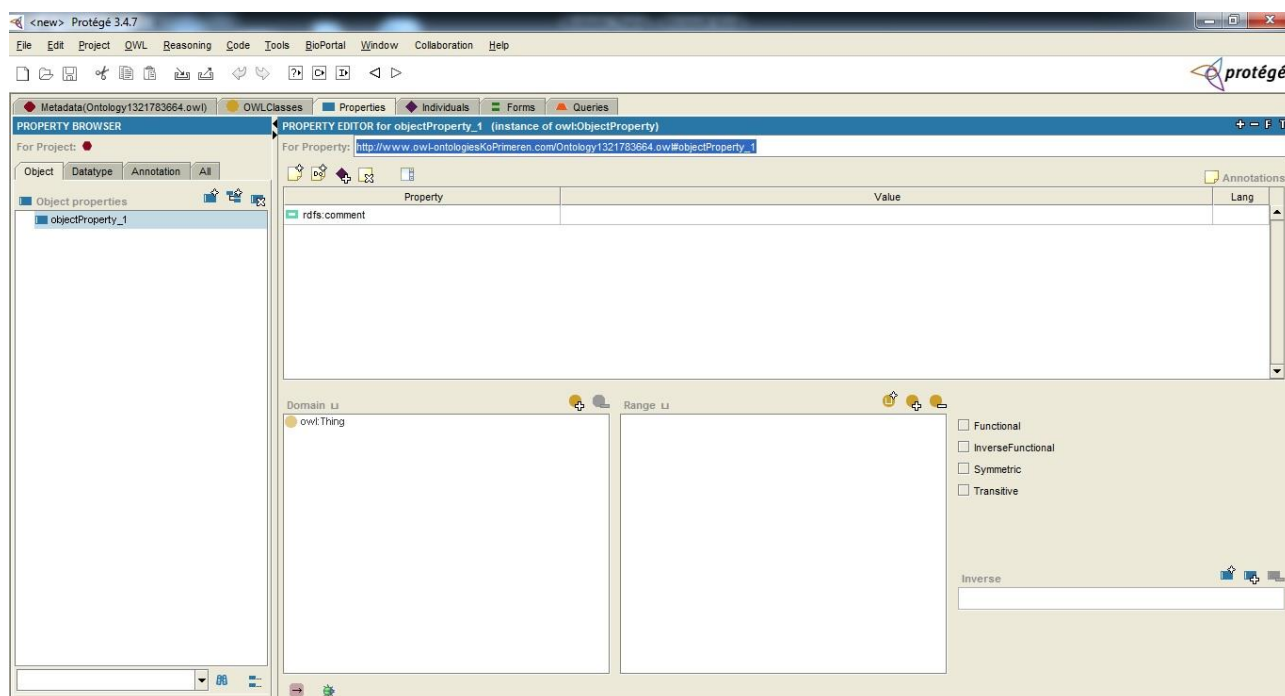 <new> Protégé 3.4.7
File Edit Project OWL Reasoning Code Tools BioPortal Window Collaboration Help
protégé
Metadata(Ontology1321783664.owl) OWLClasses Properties Individuals Forms Queries
PROPERTY BROWSER
For Project:
Object Datatype Annotation All
Object properties
objectProperty_1
PROPERTY EDITOR for objectProperty_1 (instance of owl:ObjectProperty)
+ - F T
For Property: http://www.owl-ontologiesKoPrimeren.com/Ontology1321783664.owl#objectProperty_1
Annotations
Property Value Lang
rdfs:comment
Domain ⊔
owl:Thing
Range ⊔
Functional
InverseFunctional
Symmetric
Transitive
Inverse